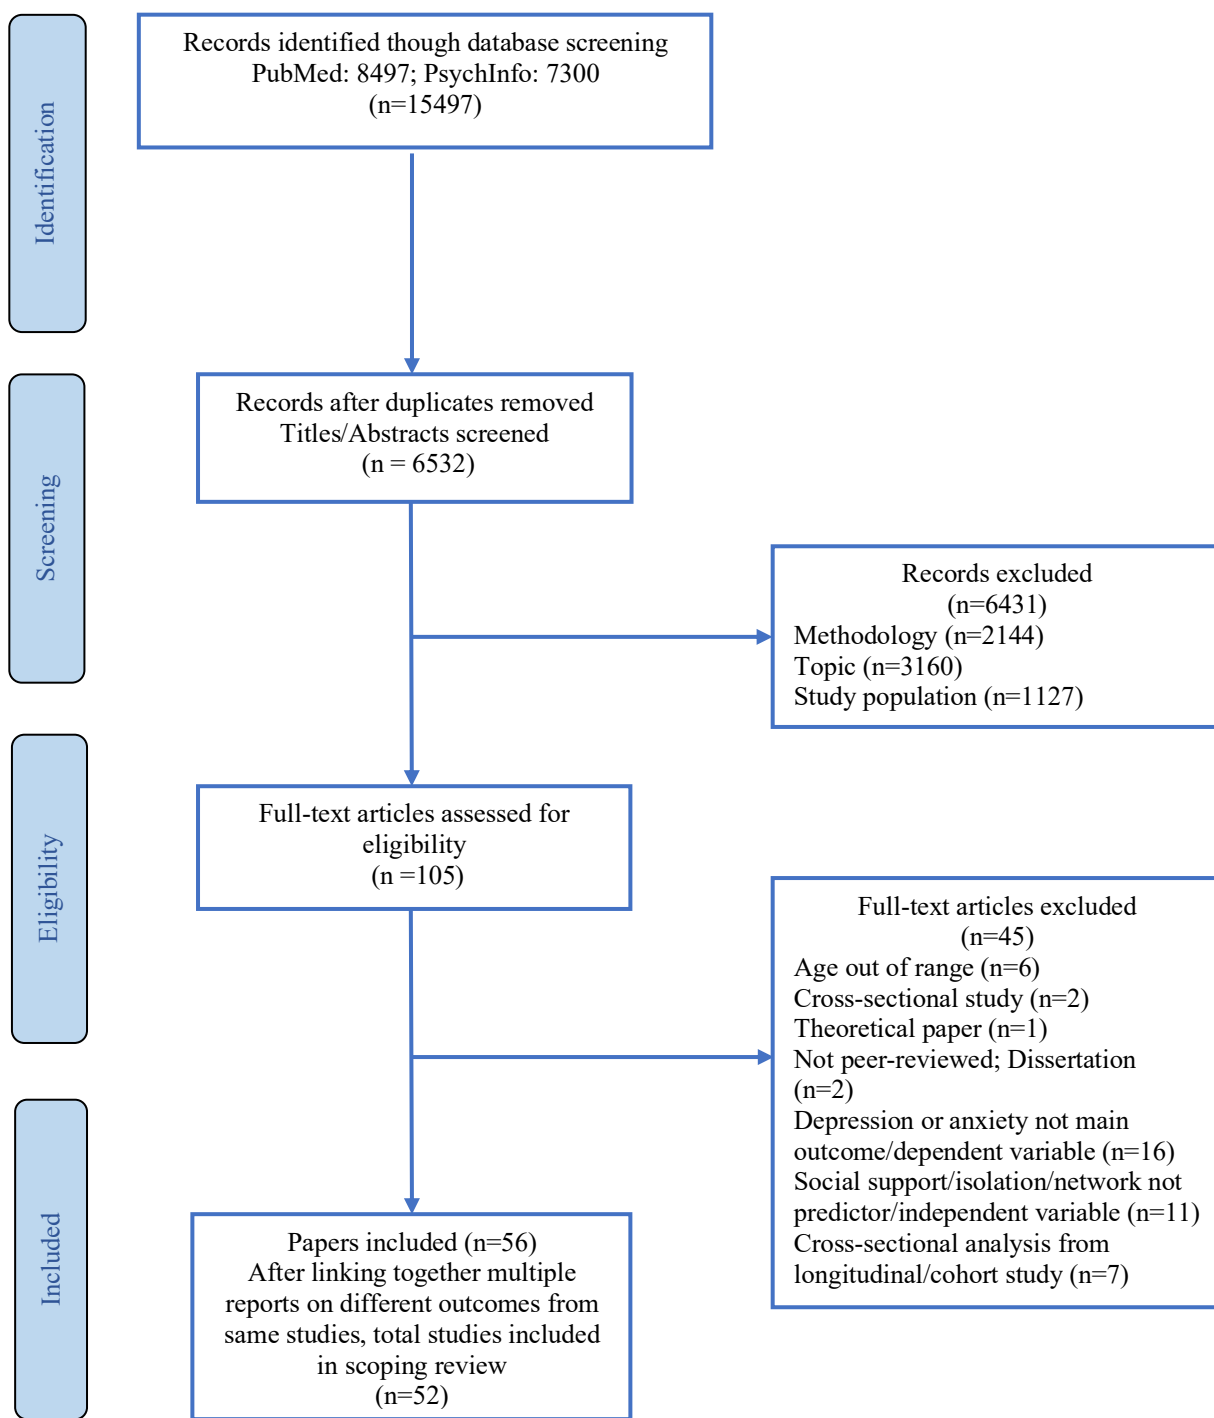 Identification
Records identified though database screening
PubMed: 8497; PsychInfo: 7300
(n=15497)
Screening
Records after duplicates removed
Titles/Abstracts screened
(n = 6532)
Records excluded
(n=6431)
Methodology (n=2144)
Topic (n=3160)
Study population (n=1127)
Eligibility
Full-text articles assessed for
eligibility
(n =105)
Full-text articles excluded
(n=45)
Age out of range (n=6)
Cross-sectional study (n=2)
Theoretical paper (n=1)
Not peer-reviewed; Dissertation
(n=2)
Depression or anxiety not main
outcome/dependent variable (n=16)
Social support/isolation/network not
predictor/independent variable (n=11)
Cross-sectional analysis from
longitudinal/cohort study (n=7)
Included
Papers included (n=56)
After linking together multiple
reports on different outcomes from
same studies, total studies included
in scoping review
(n=52)